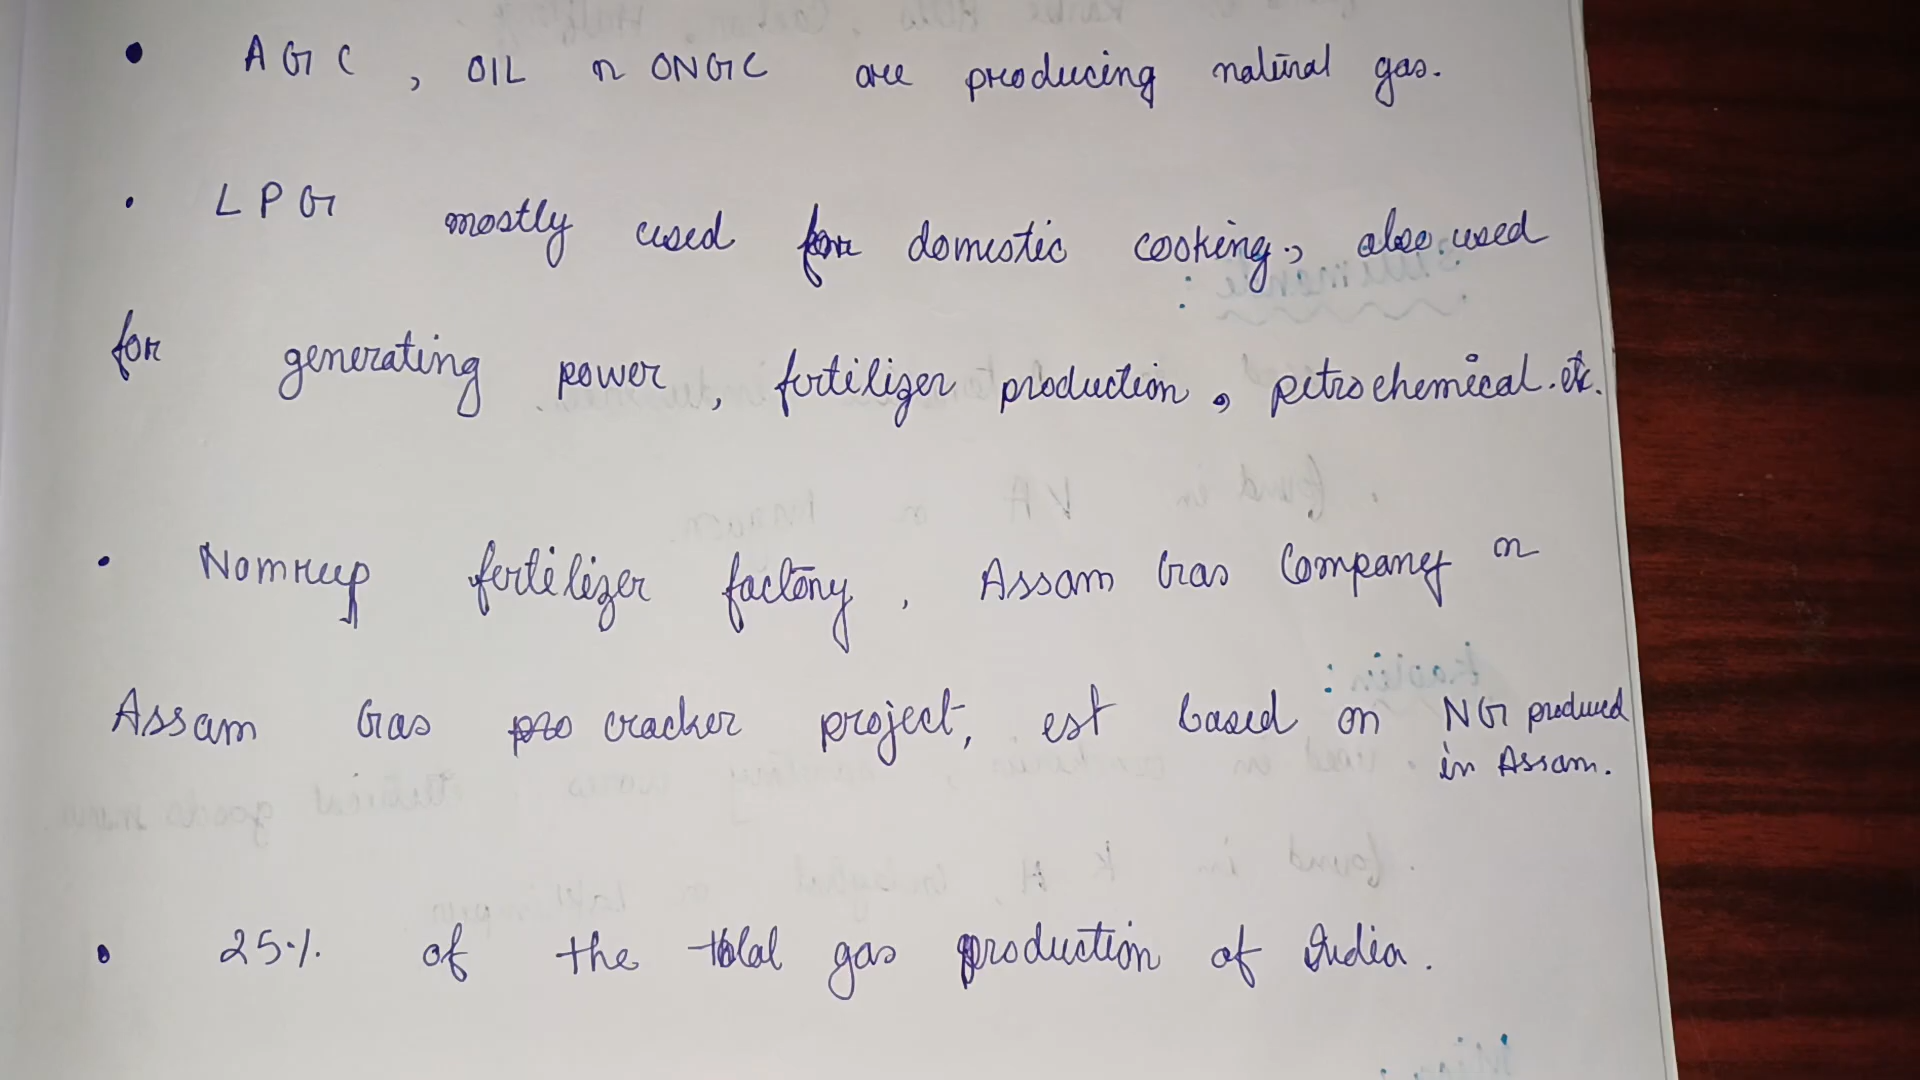 • AGC, OIL n ONGC are producing natural gas.
• LPG mostly used for domestic cooking, also used
for generating power, fertilizer production, petrochemical. etc.
• Namrup fertilizer factory, Assam Gas Company n
Assam Gas pro cracker project, est based on NG produced
in Assam.
• 25% of the total gas production of India.